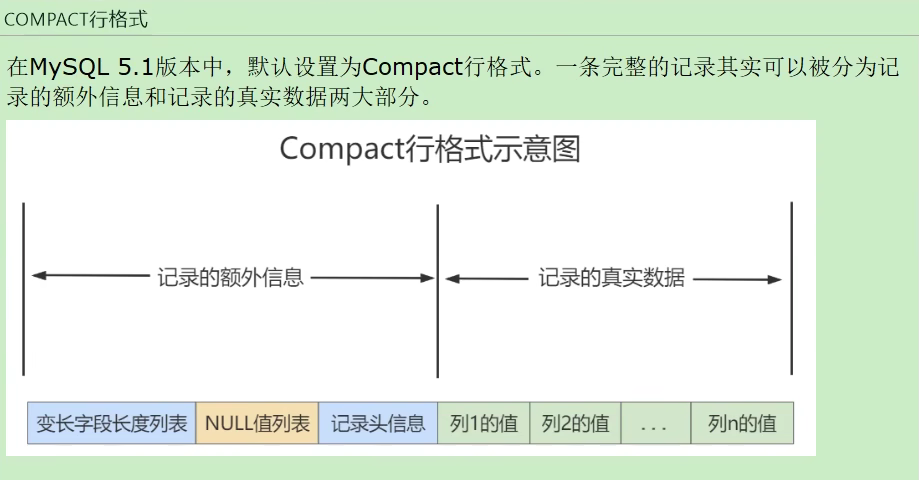 COMPACT行格式
在MySQL 5.1版本中，默认设置为Compact行格式。一条完整的记录其实可以被分为记
录的额外信息和记录的真实数据两大部分。
Compact行格式示意图
记录的额外信息 记录的真实数据
变长字段长度列表 NULL值列表 记录头信息 列1的值 列2的值 ... 列n的值